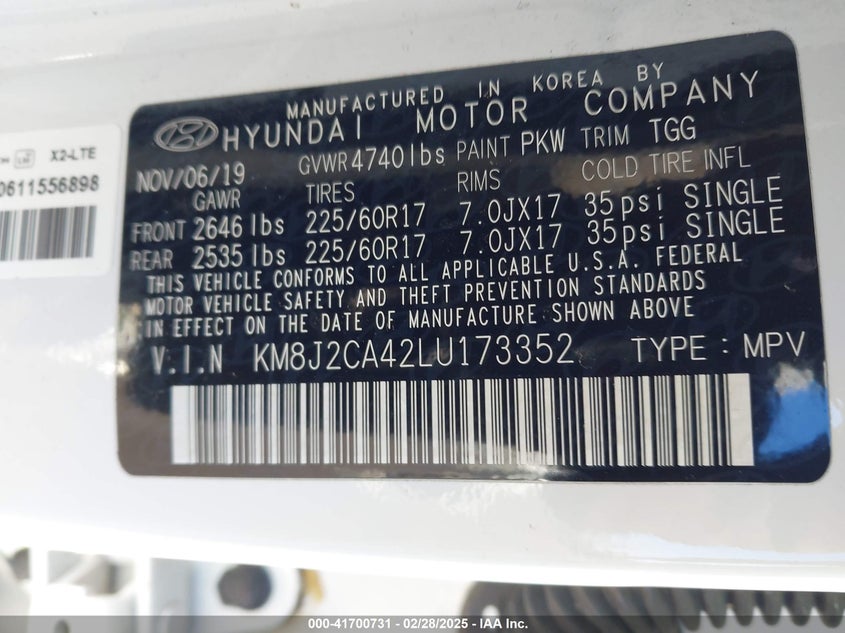 X2-LTE
0611556898
MANUFACTURED IN KOREA BY
HYUNDAI MOTOR COMPANY
NOV/06/19 GVWR 4740lbs PAINT PKW TRIM TGG
GAWR TIRES RIMS COLD TIRE INFL
FRONT 2646 lbs 225/60R17 7.0JX17 35psi SINGLE
REAR 2535 lbs 225/60R17 7.0JX17 35psi SINGLE
THIS VEHICLE CONFORMS TO ALL APPLICABLE U.S.A. FEDERAL
MOTOR VEHICLE SAFETY AND THEFT PREVENTION STANDARDS
IN EFFECT ON THE DATE OF MANUFACTURE SHOWN ABOVE
V.I.N KM8J2CA42LU173352 TYPE : MPV
000-41700731 - 02/28/2025 - IAAI, Inc.